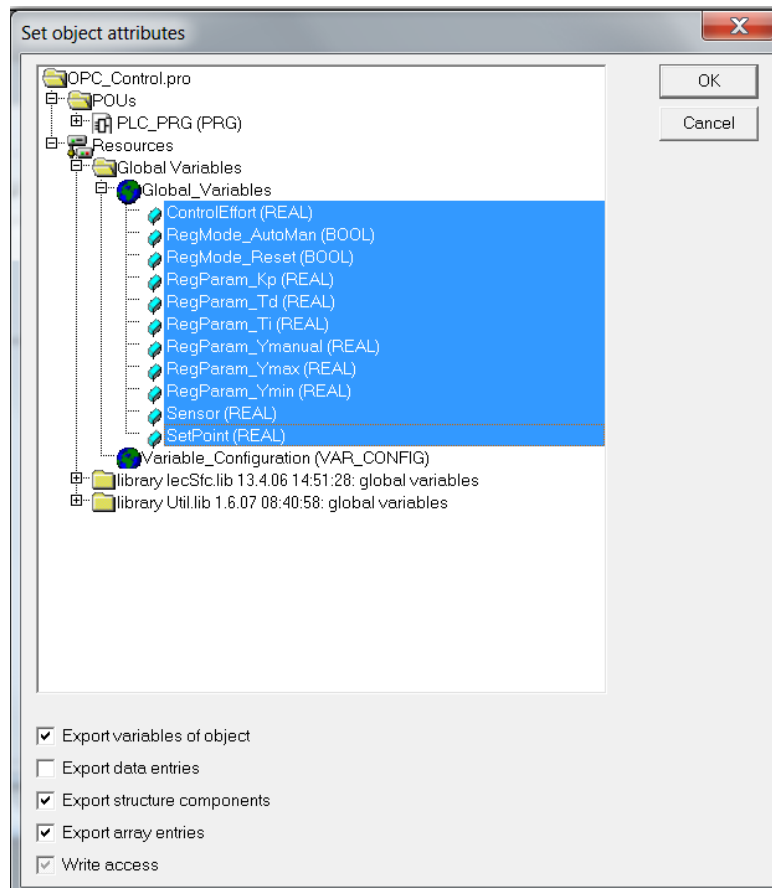 Set object attributes
OPC_Control.pro
OK
POUs
PLC_PRG (PRG)
Cancel
Resources
Global Variables
Global_Variables
ControlEffort (REAL)
RegMode_AutoMan (BOOL)
RegMode_Reset (BOOL)
RegParam_Kp (REAL)
RegParam_Td (REAL)
RegParam_Ti (REAL)
RegParam_Ymanual (REAL)
RegParam_Ymax (REAL)
RegParam_Ymin (REAL)
Sensor (REAL)
SetPoint (REAL)
Variable_Configuration (VAR_CONFIG)
library IecSfc.lib 13.4.06 14:51:28: global variables
library Util.lib 1.6.07 08:40:58: global variables
Export variables of object
Export data entries
Export structure components
Export array entries
Write access